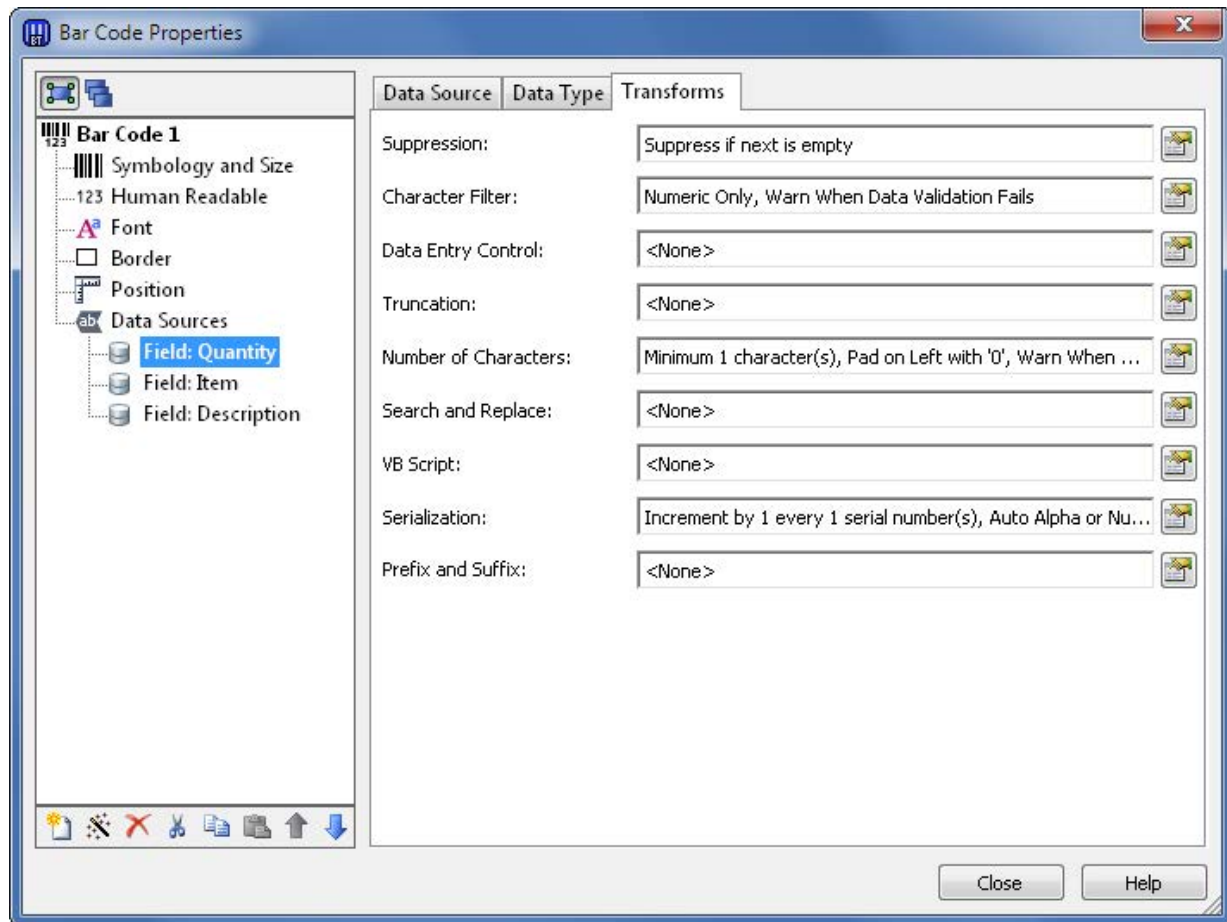 Bar Code Properties
Bar Code 1
Symbology and Size
123 Human Readable
Font
Border
Position
Data Sources
Field: Quantity
Field: Item
Field: Description
Data Source Data Type Transforms
Suppression: Suppress if next is empty
Character Filter: Numeric Only, Warn When Data Validation Fails
Data Entry Control: <None>
Truncation: <None>
Number of Characters: Minimum 1 character(s), Pad on Left with '0', Warn When ...
Search and Replace: <None>
VB Script: <None>
Serialization: Increment by 1 every 1 serial number(s), Auto Alpha or Nu...
Prefix and Suffix: <None>
Close Help